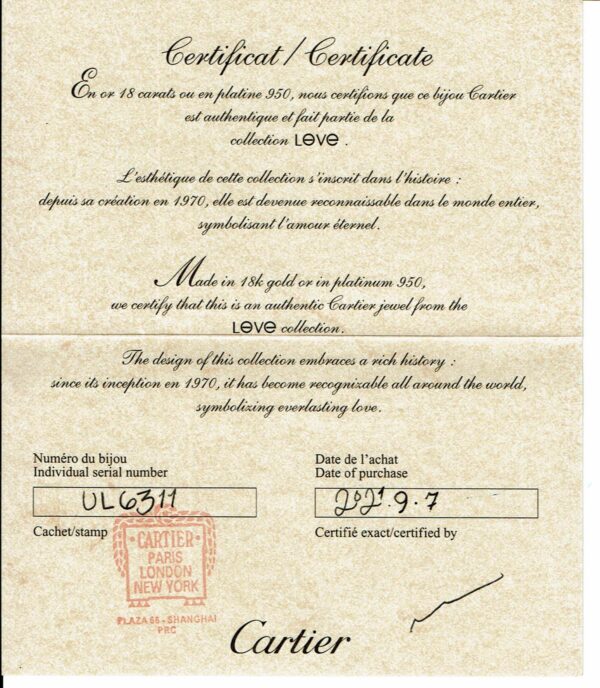 Certificat / Certificate
En or 18 carats ou en platine 950, nous certifions que ce bijou Cartier
est authentique et fait partie de la
collection LOVE .
L'esthétique de cette collection s'inscrit dans l'histoire :
depuis sa création en 1970, elle est devenue reconnaissable dans le monde entier,
symbolisant l'amour éternel.
Made in 18k gold or in platinum 950,
we certify that this is an authentic Cartier jewel from the
LOVE collection.
The design of this collection embraces a rich history :
since its inception en 1970, it has become recognizable all around the world,
symbolizing everlasting love.
Numéro du bijou
Individual serial number
UL6311
Date de l'achat
Date of purchase
2021.9.7
Cachet/stamp
CARTIER
PARIS
LONDON
NEW YORK
PLAZA 66 - SHANGHAI
PRC
Certifié exact/certified by
Cartier